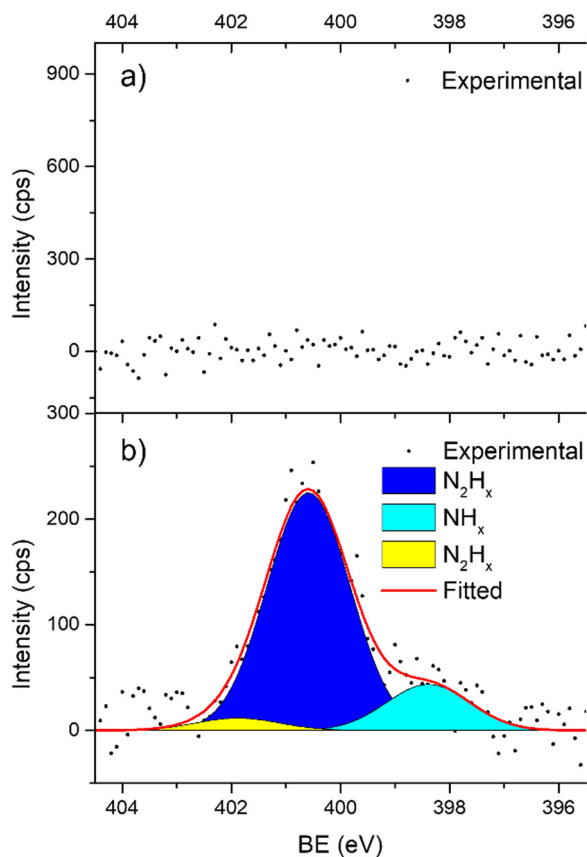 404 402 400 398 396
a)
Experimental
900
600
300
0
Intensity (cps)
300
b)
Experimental
N₂Hₓ
NHₓ
N₂Hₓ
Fitted
200
100
0
Intensity (cps)
404 402 400 398 396
BE (eV)